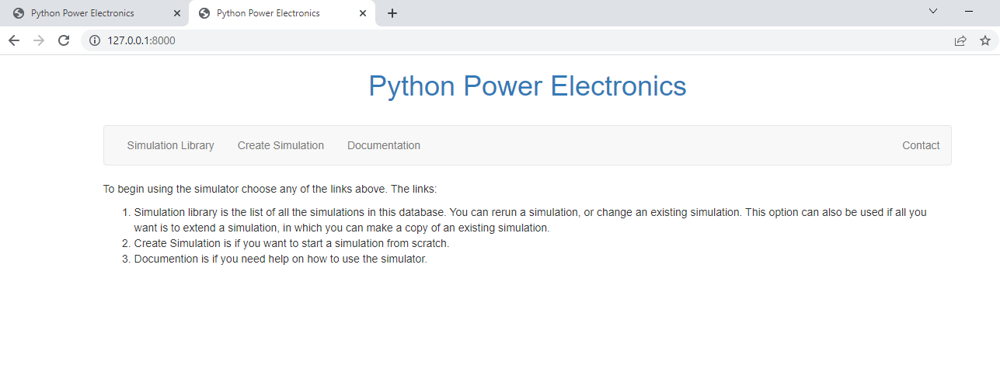 Python Power Electronics
Python Power Electronics
127.0.0.1:8000
Python Power Electronics
Simulation Library
Create Simulation
Documentation
Contact
To begin using the simulator choose any of the links above. The links:
1. Simulation library is the list of all the simulations in this database. You can rerun a simulation, or change an existing simulation. This option can also be used if all you
want is to extend a simulation, in which you can make a copy of an existing simulation.
2. Create Simulation is if you want to start a simulation from scratch.
3. Documention is if you need help on how to use the simulator.